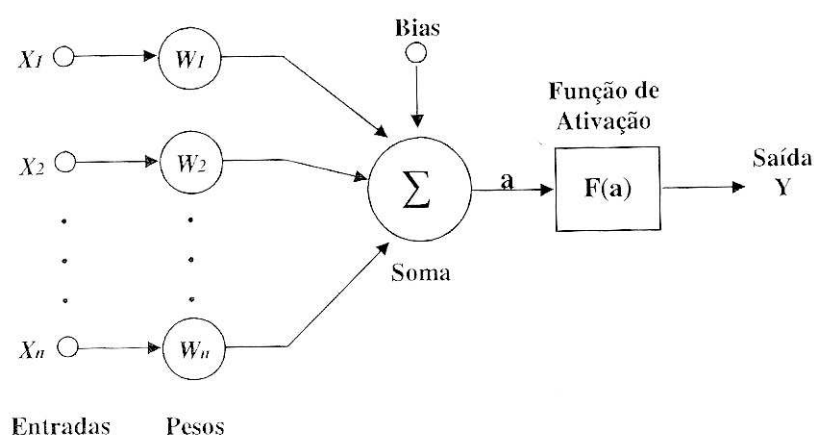 Bias
X1
W1
Função de
Ativação
X2
W2
Σ
a
F(a)
Saída
Y
Soma
Xn
Wn
Entradas
Pesos